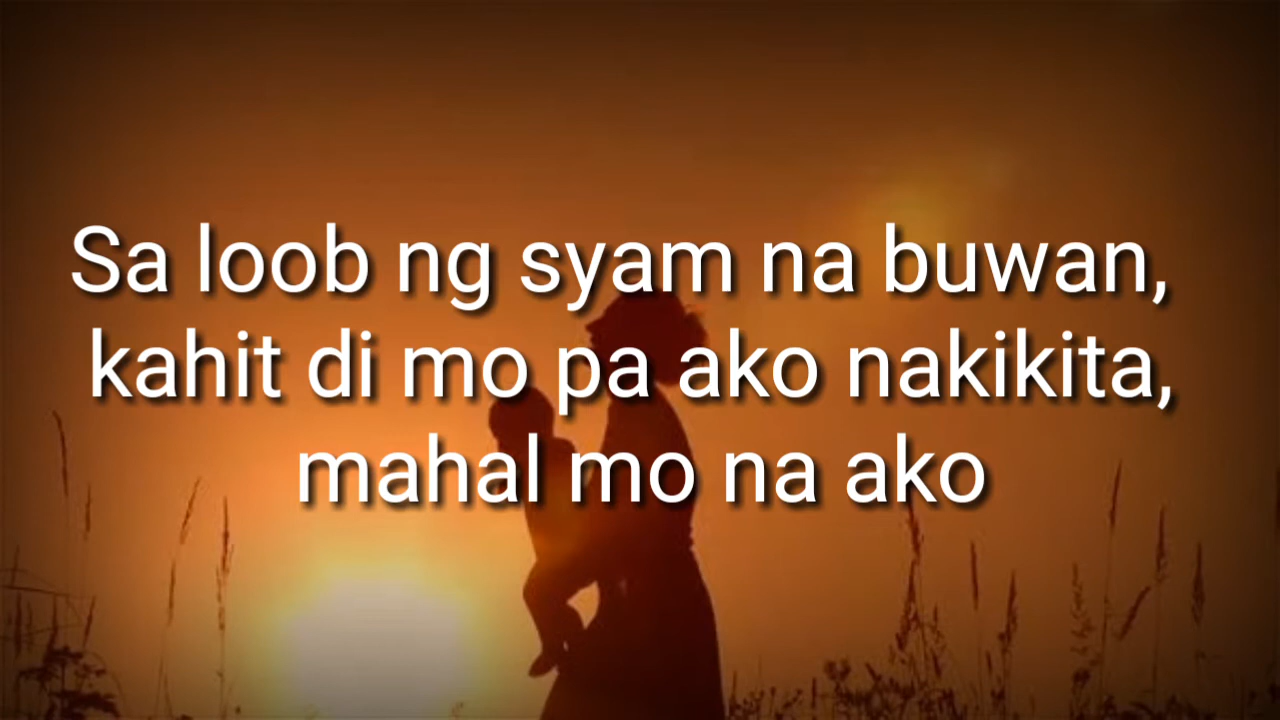 Sa loob ng syam na buwan,
kahit di mo pa ako nakikita,
mahal mo na ako